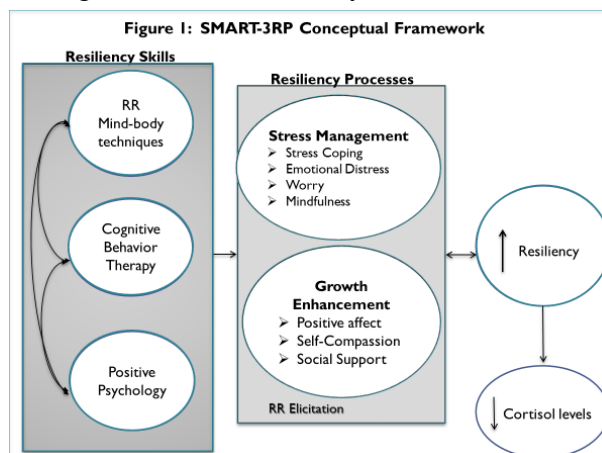 Figure 1: SMART-3RP Conceptual Framework
Resiliency Skills
RR
Mind-body
techniques
Cognitive
Behavior
Therapy
Positive
Psychology
Resiliency Processes
Stress Management
➢ Stress Coping
➢ Emotional Distress
➢ Worry
➢ Mindfulness
Growth
Enhancement
➢ Positive affect
➢ Self-Compassion
➢ Social Support
RR Elicitation
↑ Resiliency
↓ Cortisol levels